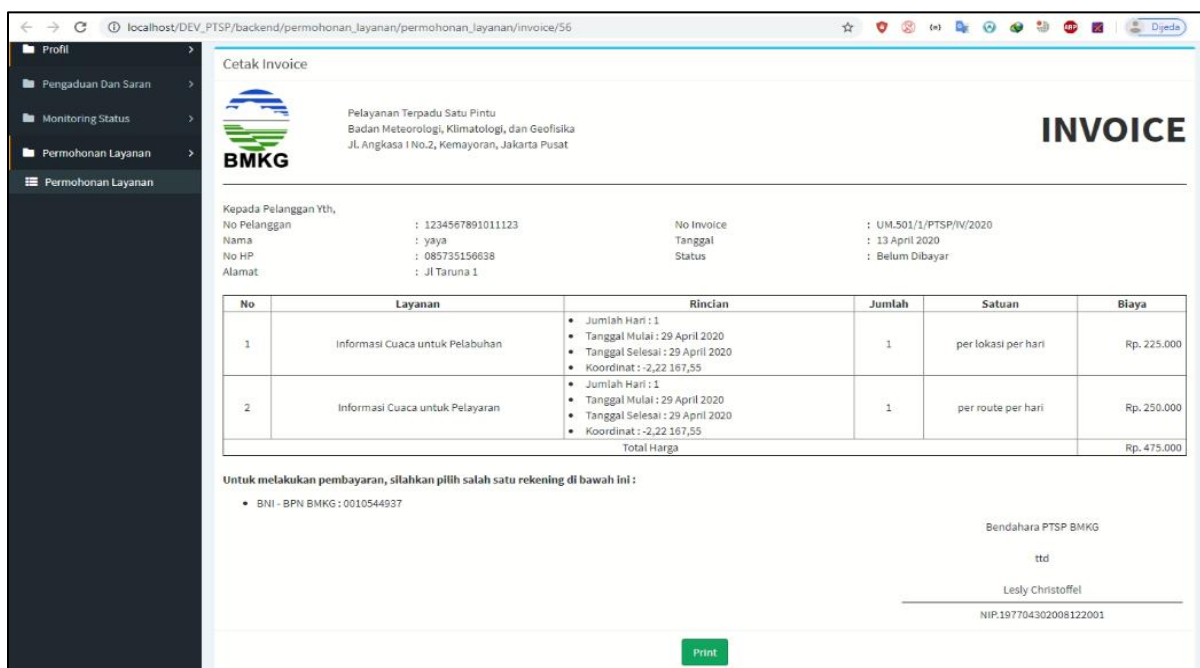 localhost/DEV_PTSP/backend/permohonan_layanan/permohonan_layanan/invoice/56
ABP
Dijeda
Profil
Pengaduan Dan Saran
Monitoring Status
Permohonan Layanan
Permohonan Layanan
Cetak Invoice
BMKG
Pelayanan Terpadu Satu Pintu
Badan Meteorologi, Klimatologi, dan Geofisika
Jl. Angkasa I No.2, Kemayoran, Jakarta Pusat
INVOICE
Kepada Pelanggan Yth,
No Pelanggan : 1234567891011123 No Invoice : UM.501/1/PTSP/IV/2020
Nama : yaya Tanggal : 13 April 2020
No HP : 085735156638 Status : Belum Dibayar
Alamat : Jl Taruna 1
No Layanan Rincian Jumlah Satuan Biaya
1 Informasi Cuaca untuk Pelabuhan
• Jumlah Hari : 1
• Tanggal Mulai : 29 April 2020
• Tanggal Selesai : 29 April 2020
• Koordinat : -2,22 167,55
1 per lokasi per hari Rp. 225.000
2 Informasi Cuaca untuk Pelayaran
• Jumlah Hari : 1
• Tanggal Mulai : 29 April 2020
• Tanggal Selesai : 29 April 2020
• Koordinat : -2,22 167,55
1 per route per hari Rp. 250.000
Total Harga Rp. 475.000
Untuk melakukan pembayaran, silahkan pilih salah satu rekening di bawah ini :
• BNI - BPN BMKG : 0010544937
Bendahara PTSP BMKG
ttd
Lesly Christoffel
NIP.197704302008122001
Print